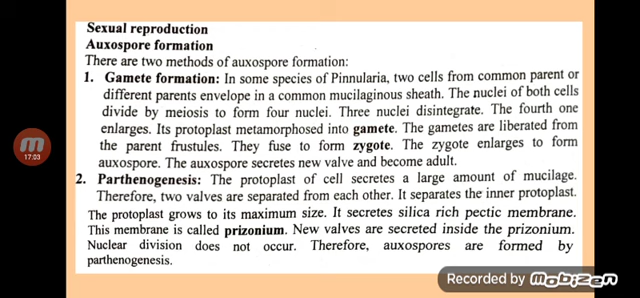 Sexual reproduction
Auxospore formation
There are two methods of auxospore formation:
1. Gamete formation: In some species of Pinnularia, two cells from common parent or
different parents envelope in a common mucilaginous sheath. The nuclei of both cells
divide by meiosis to form four nuclei. Three nuclei disintegrate. The fourth one
enlarges. Its protoplast metamorphosed into gamete. The gametes are liberated from
the parent frustules. They fuse to form zygote. The zygote enlarges to form
auxospore. The auxospore secretes new valve and become adult.
2. Parthenogenesis: The protoplast of cell secretes a large amount of mucilage.
Therefore, two valves are separated from each other. It separates the inner protoplast.
The protoplast grows to its maximum size. It secretes silica rich pectic membrane.
This membrane is called prizonium. New valves are secreted inside the prizonium.
Nuclear division does not occur. Therefore, auxospores are formed by
parthenogenesis.
m
17:03
Recorded by mobizen